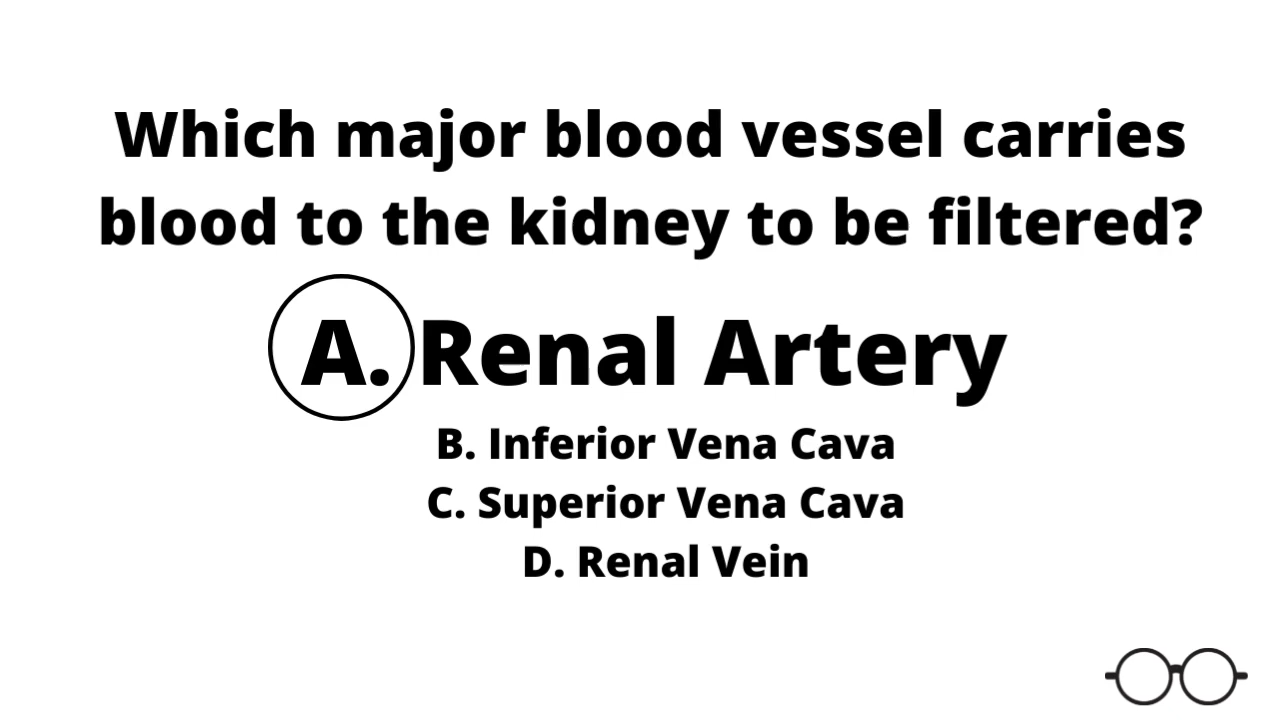 Which major blood vessel carries
blood to the kidney to be filtered?
A. Renal Artery
B. Inferior Vena Cava
C. Superior Vena Cava
D. Renal Vein